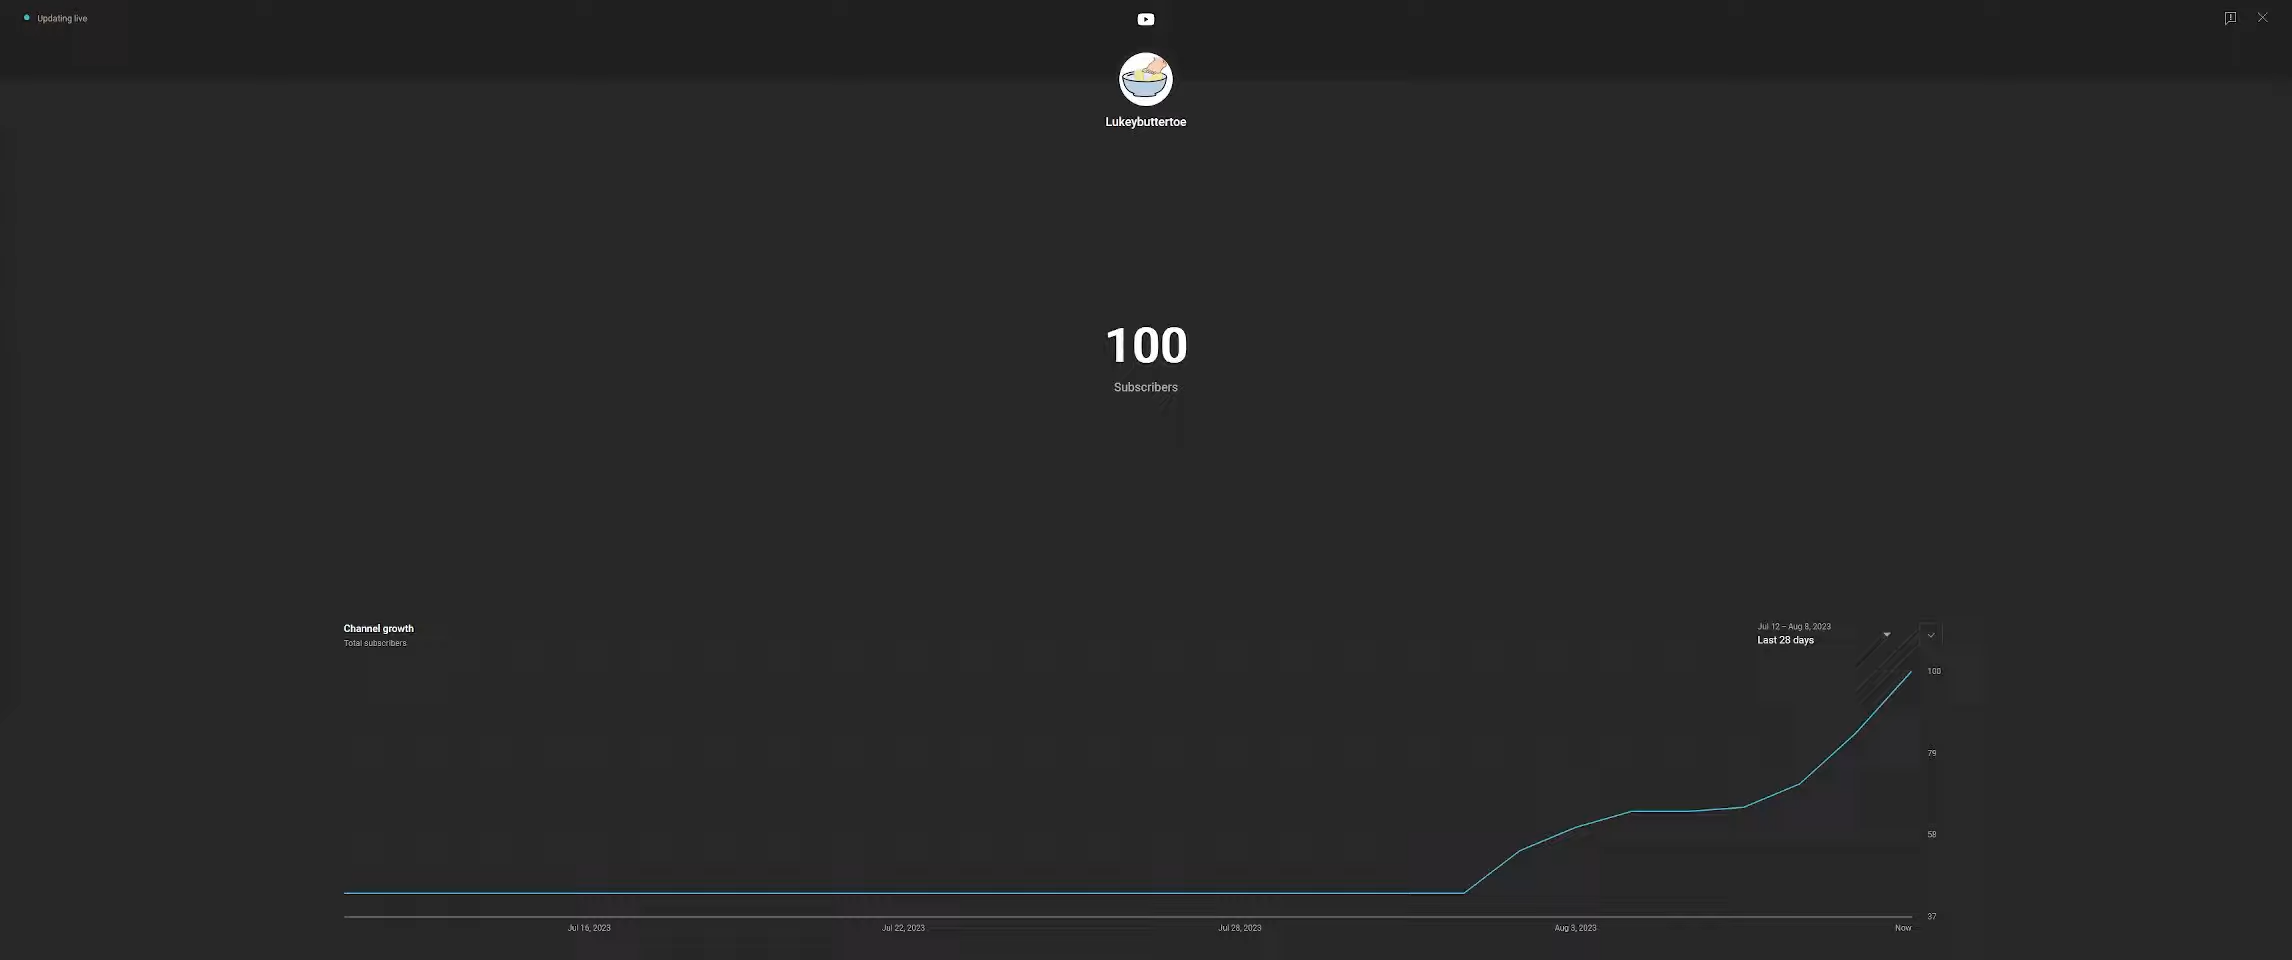 Updating live
Lukeybuttertoe
100
Subscribers
Channel growth
Total subscribers
Jul 12 – Aug 8, 2023
Last 28 days
100
79
58
37
Jul 16, 2023
Jul 22, 2023
Jul 28, 2023
Aug 3, 2023
Now